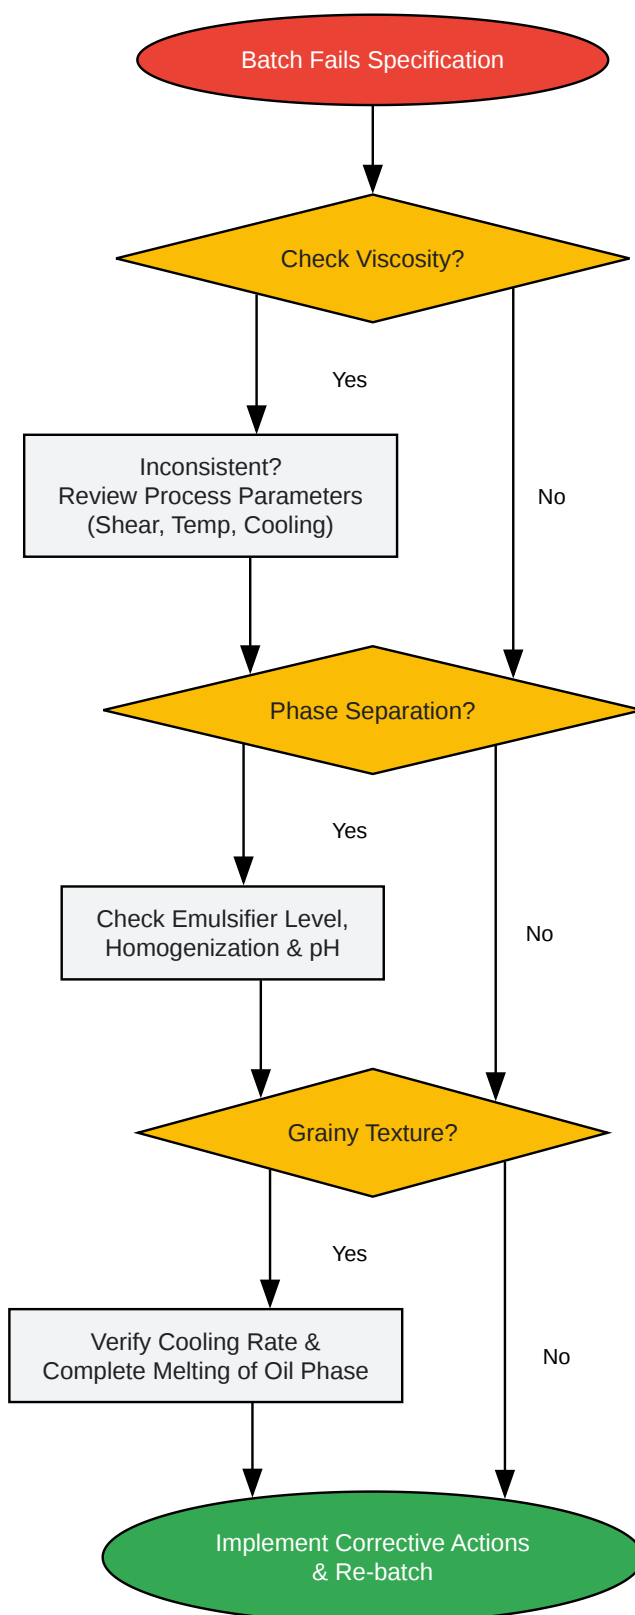 Batch Fails Specification
Check Viscosity?
Yes
Inconsistent?
Review Process Parameters
(Shear, Temp, Cooling)
No
Phase Separation?
Yes
Check Emulsifier Level,
Homogenization & pH
No
Grainy Texture?
Yes
Verify Cooling Rate &
Complete Melting of Oil Phase
No
Implement Corrective Actions
& Re-batch